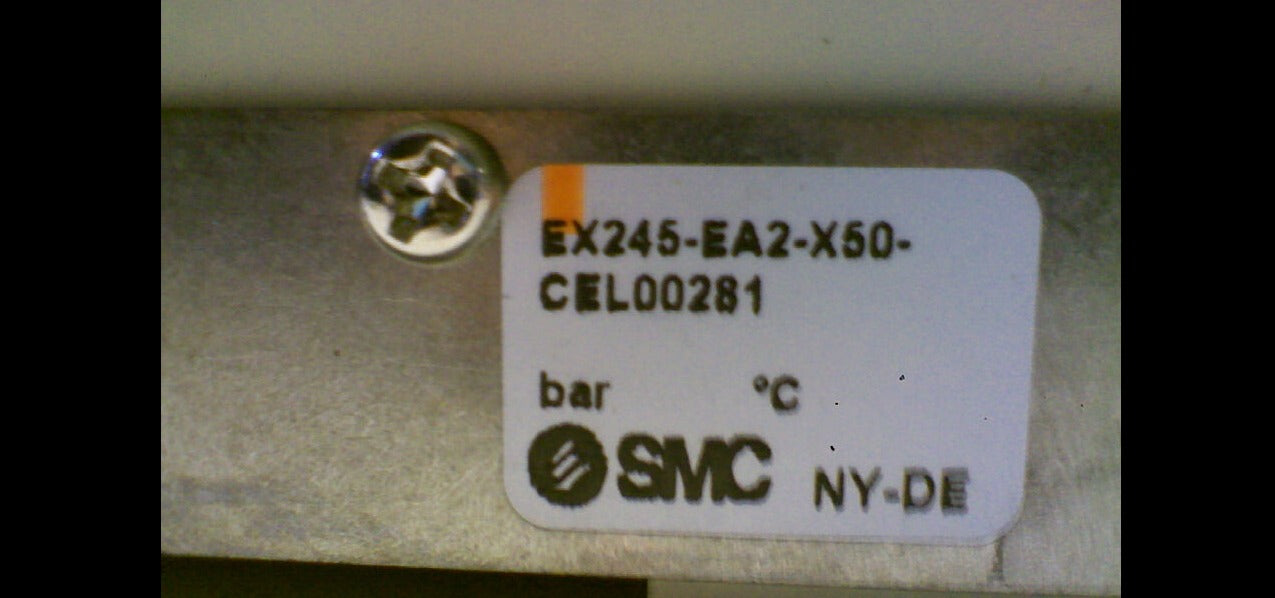 EX245-EA2-X50-
CEL00281
bar °C
SMC NY-DE